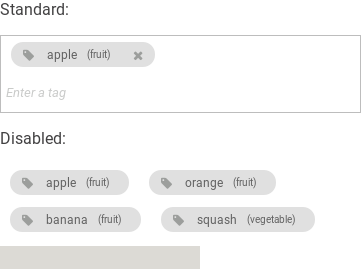 Standard:
apple (fruit)
Enter a tag
Disabled:
apple (fruit) orange (fruit)
banana (fruit) squash (vegetable)